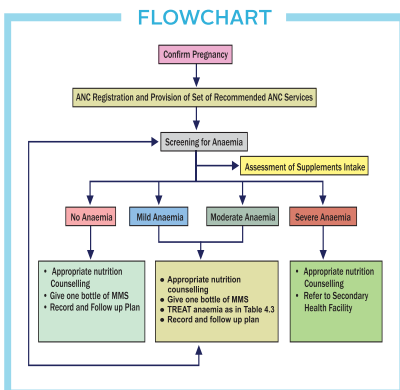 FLOWCHART
Confirm Pregnancy
ANC Registration and Provision of Set of Recommended ANC Services
Screening for Anaemia
Assessment of Supplements Intake
No Anaemia
Mild Anaemia
Moderate Anaemia
Severe Anaemia
• Appropriate nutrition
Counselling
• Give one bottle of MMS
• Record and Follow up Plan
• Appropriate nutrition
counselling
• Give one bottle of MMS
• TREAT anaemia as in Table 4.3
• Record and follow up plan
• Appropriate nutrition
Counselling
• Refer to Secondary
Health Facility